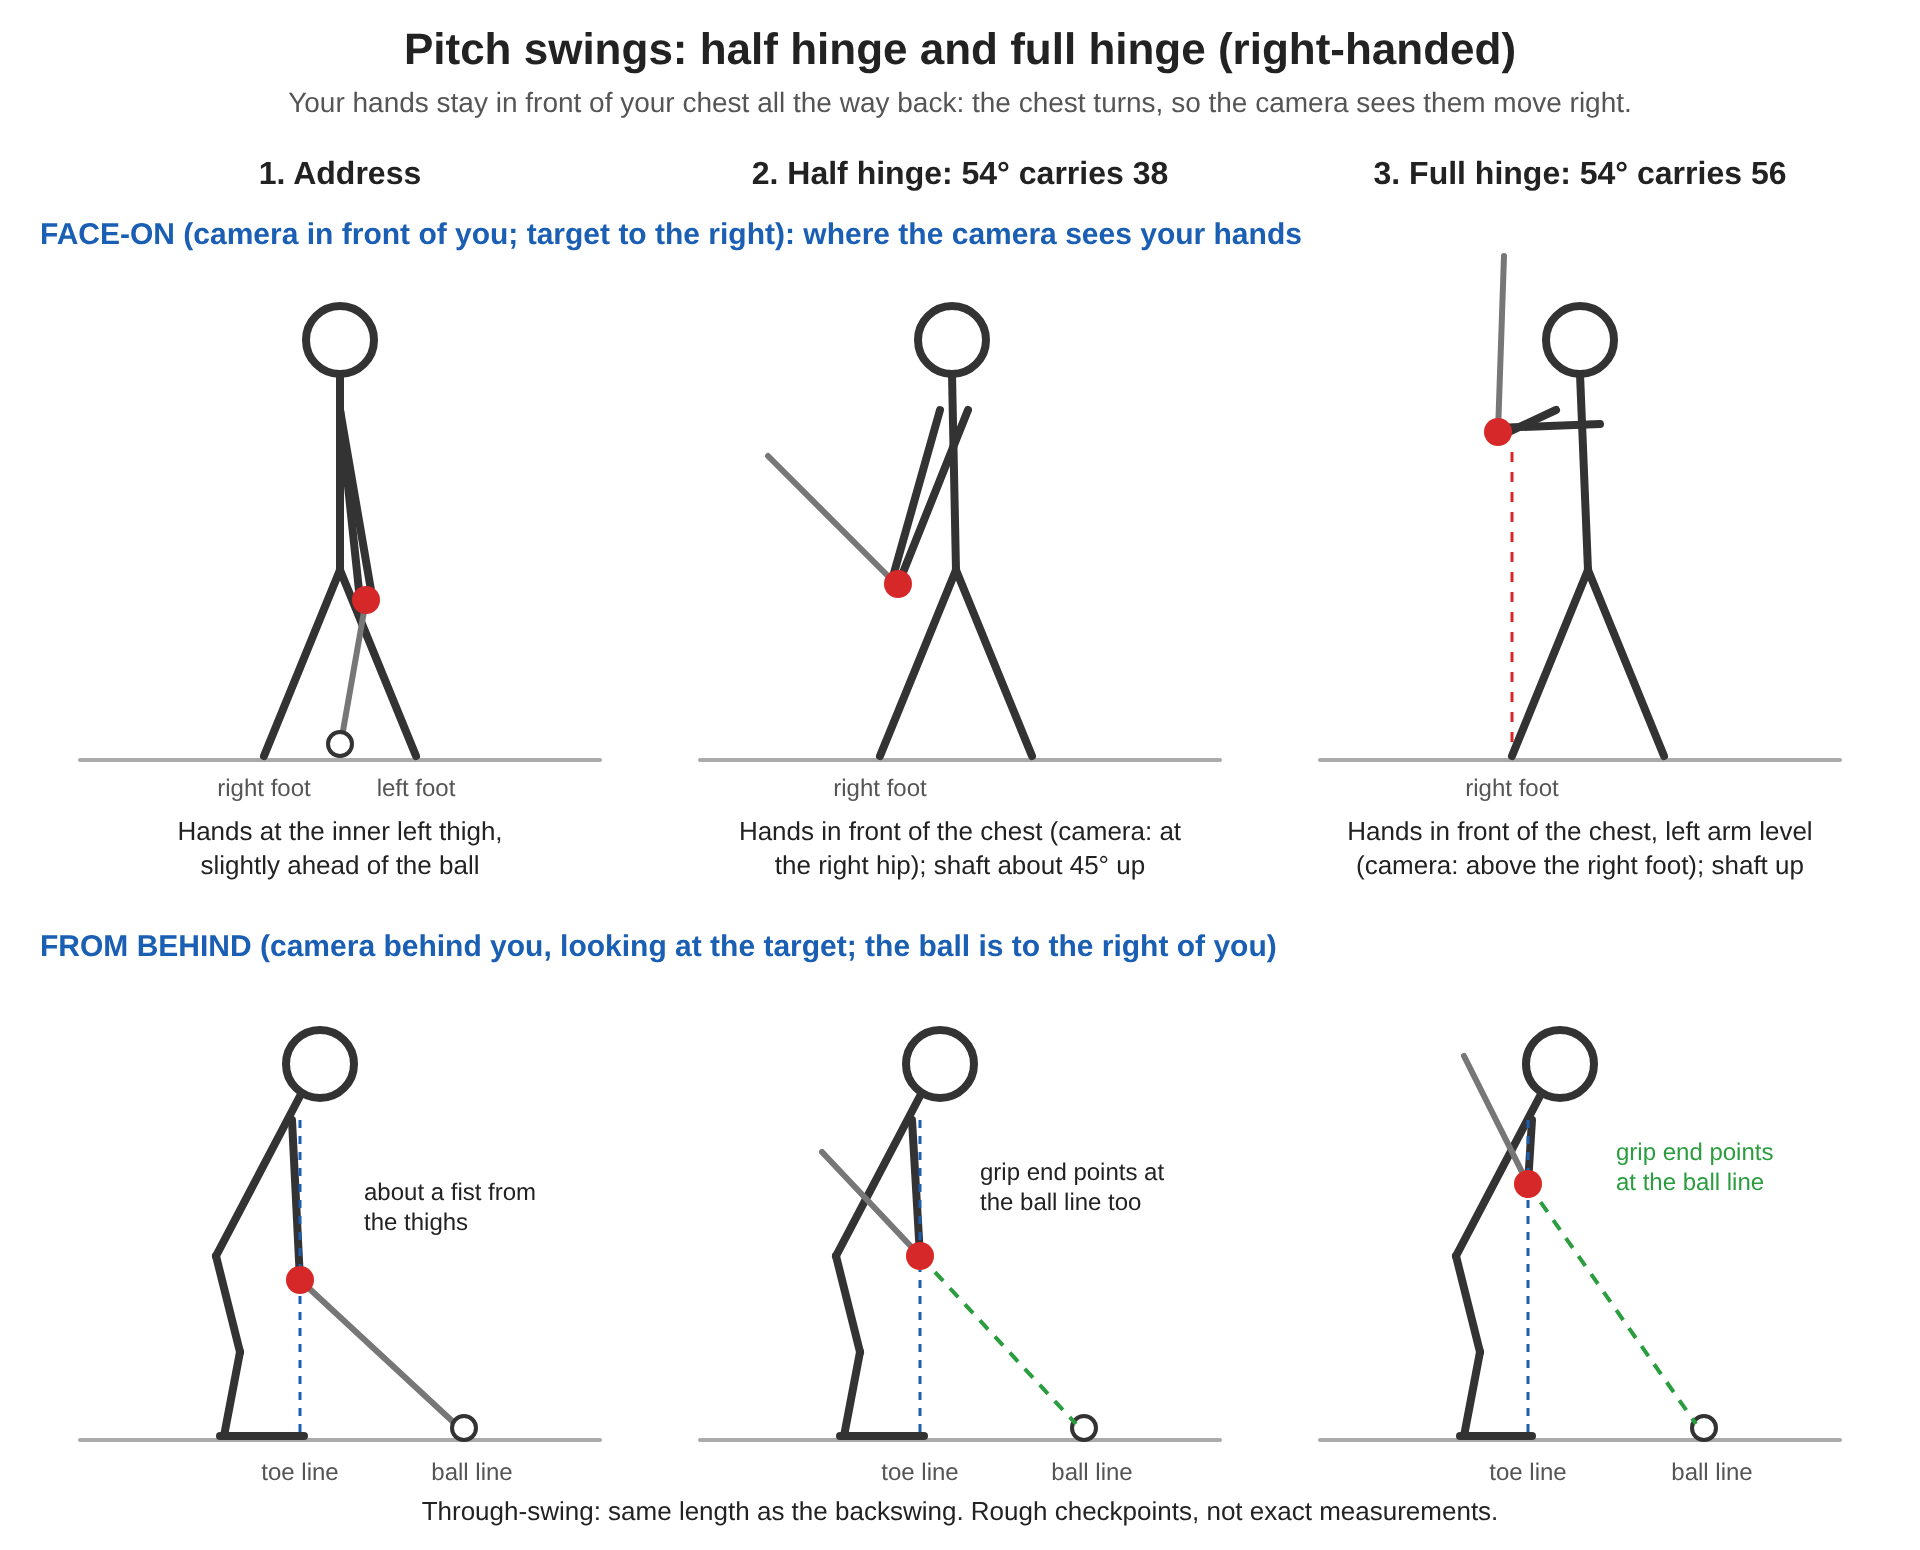 Pitch swings: half hinge and full hinge (right-handed)
Your hands stay in front of your chest all the way back: the chest turns, so the camera sees them move right.
1. Address
2. Half hinge: 54° carries 38
3. Full hinge: 54° carries 56
FACE-ON (camera in front of you; target to the right): where the camera sees your hands
right foot
left foot
right foot
right foot
Hands at the inner left thigh,
slightly ahead of the ball
Hands in front of the chest (camera: at
the right hip); shaft about 45° up
Hands in front of the chest, left arm level
(camera: above the right foot); shaft up
FROM BEHIND (camera behind you, looking at the target; the ball is to the right of you)
about a fist from
the thighs
grip end points at
the ball line too
grip end points
at the ball line
toe line
ball line
toe line
ball line
toe line
ball line
Through-swing: same length as the backswing. Rough checkpoints, not exact measurements.